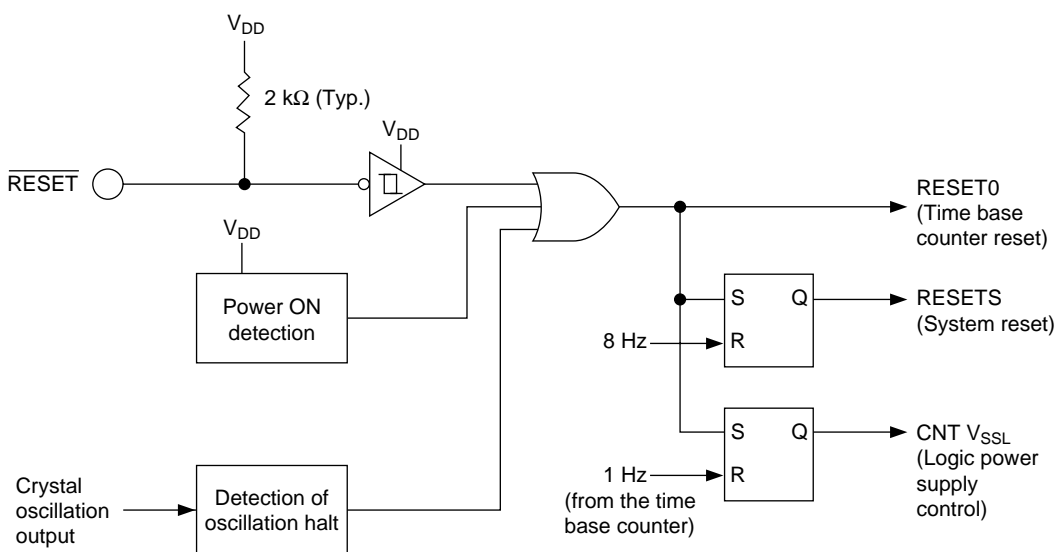 VDD
2 kΩ (Typ.)
VDD
RESET
RESET0
(Time base
counter reset)
VDD
Power ON
detection
S
Q
RESETS
(System reset)
8 Hz
R
S
Q
CNT VSSL
(Logic power
supply
control)
1 Hz
(from the time
base counter)
R
Crystal
oscillation
output
Detection of
oscillation halt